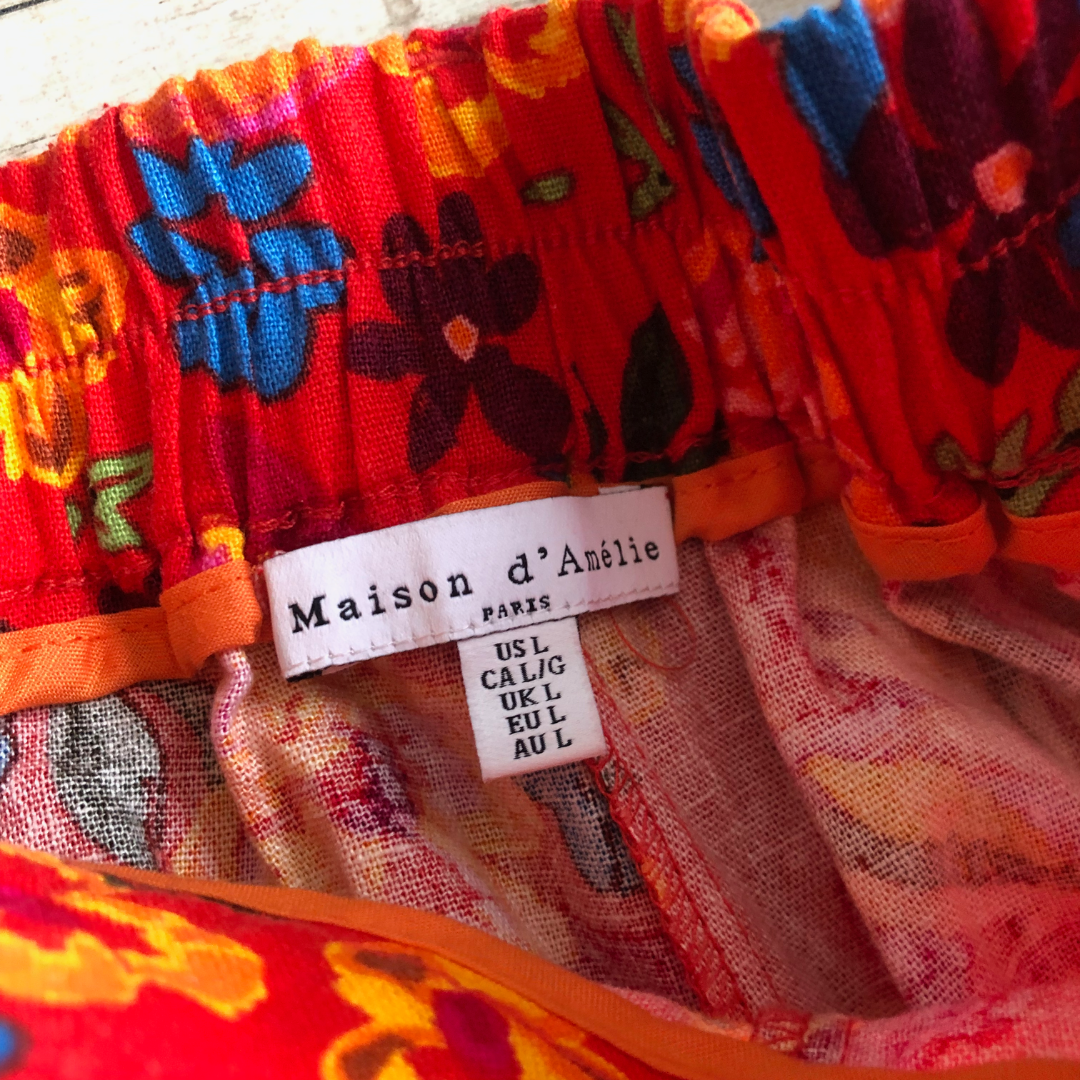 Maison d'Amélie
PARIS
US L
CA L/G
UK L
EU L
AU L